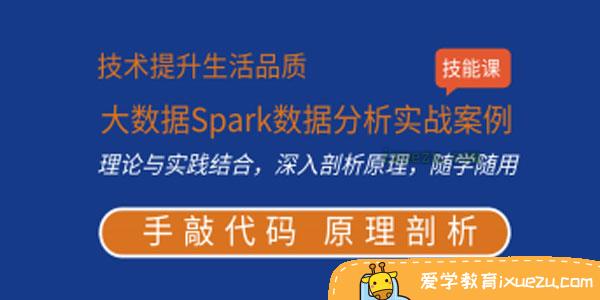 技术提升生活品质
技能课
大数据Spark数据分析实战案例
理论与实践结合，深入剖析原理，随学随用
手敲代码 原理剖析
爱学教育ixuezu.com